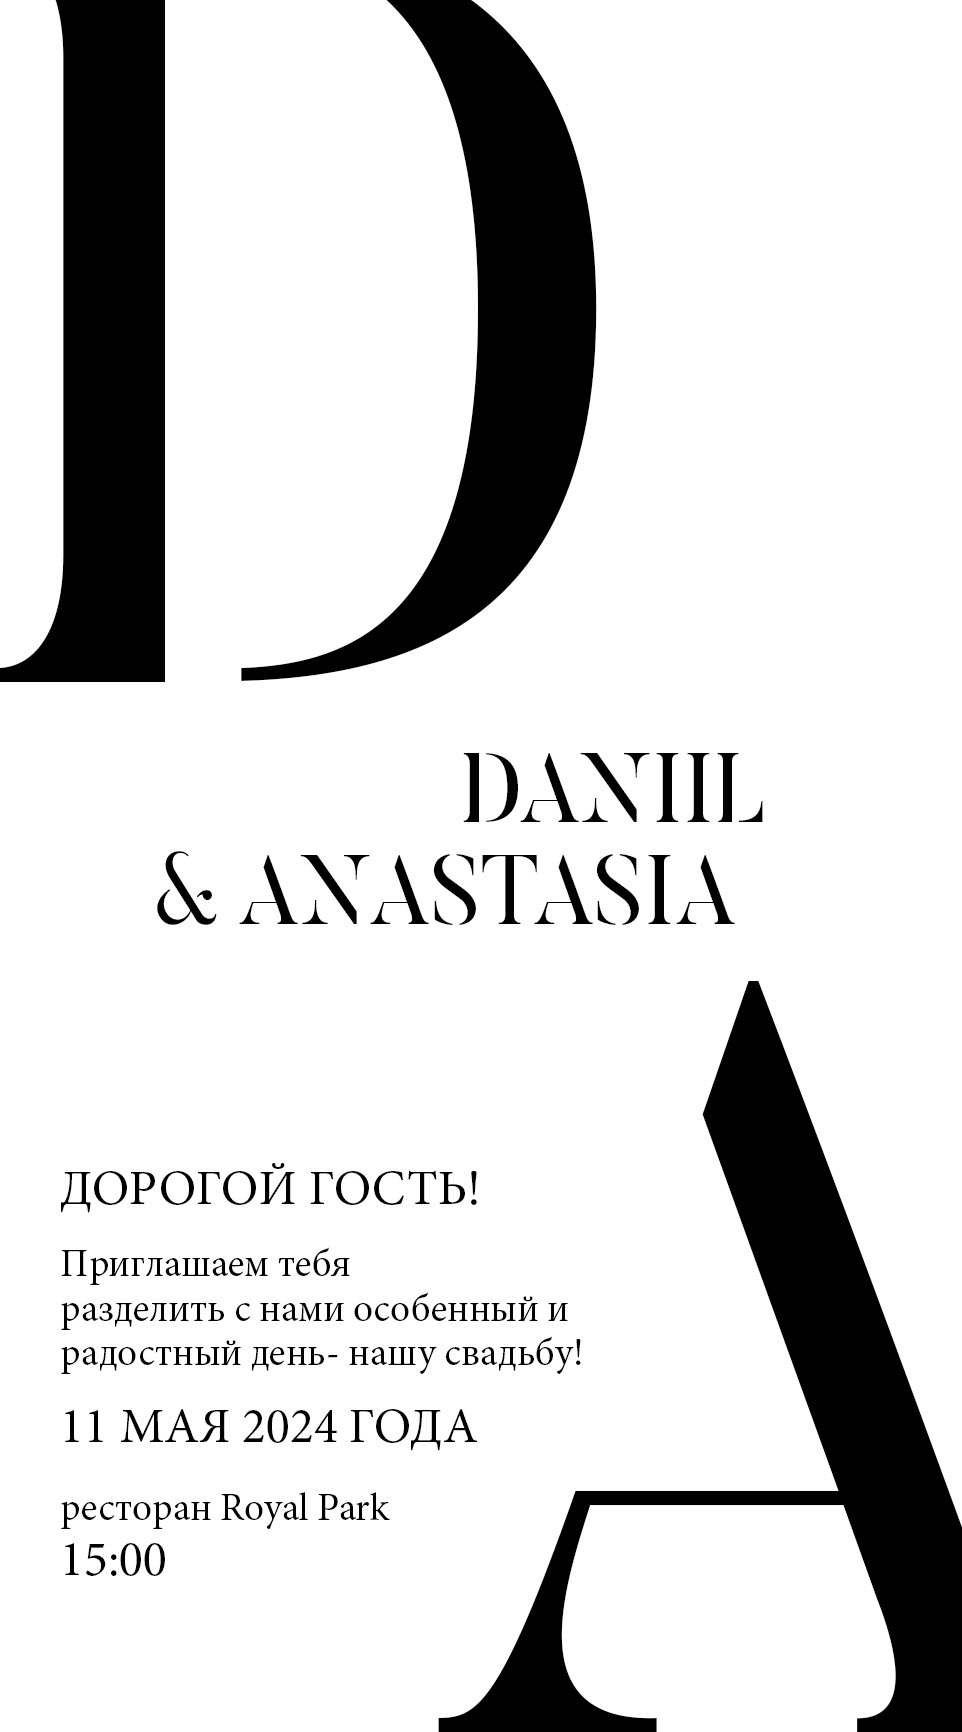 D
DANIIL
& ANASTASIA
A
ДОРОГОЙ ГОСТЬ!
Приглашаем тебя
разделить с нами особенный и
радостный день- нашу свадьбу!
11 МАЯ 2024 ГОДА
ресторан Royal Park
15:00